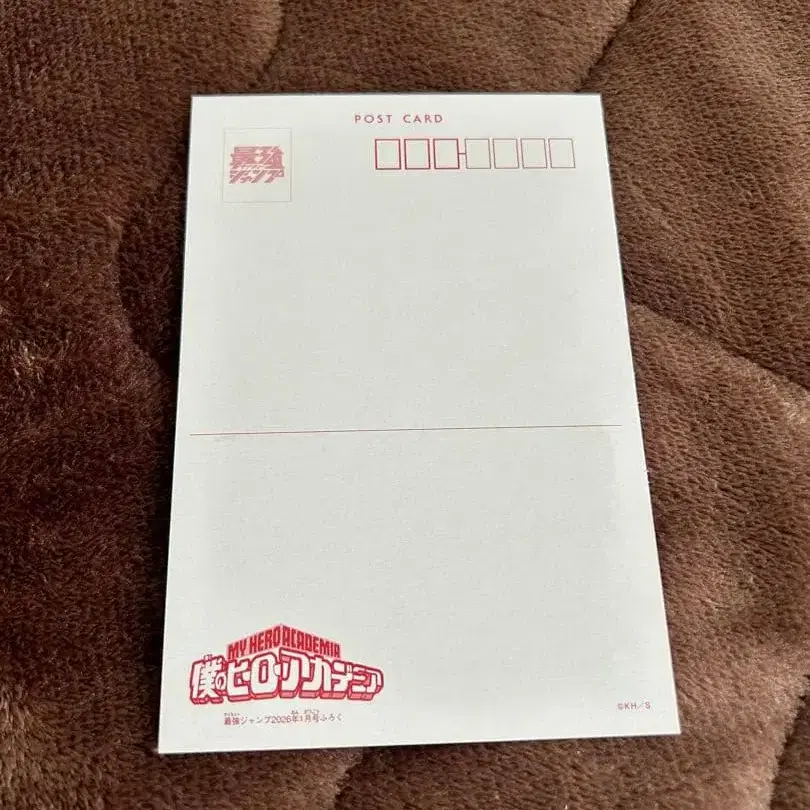 POST CARD
最強
ジャンプ
MY HERO ACADEMIA
僕のヒーローアカデミア
最強ジャンプ2026年1月号ふろく
©KH／S